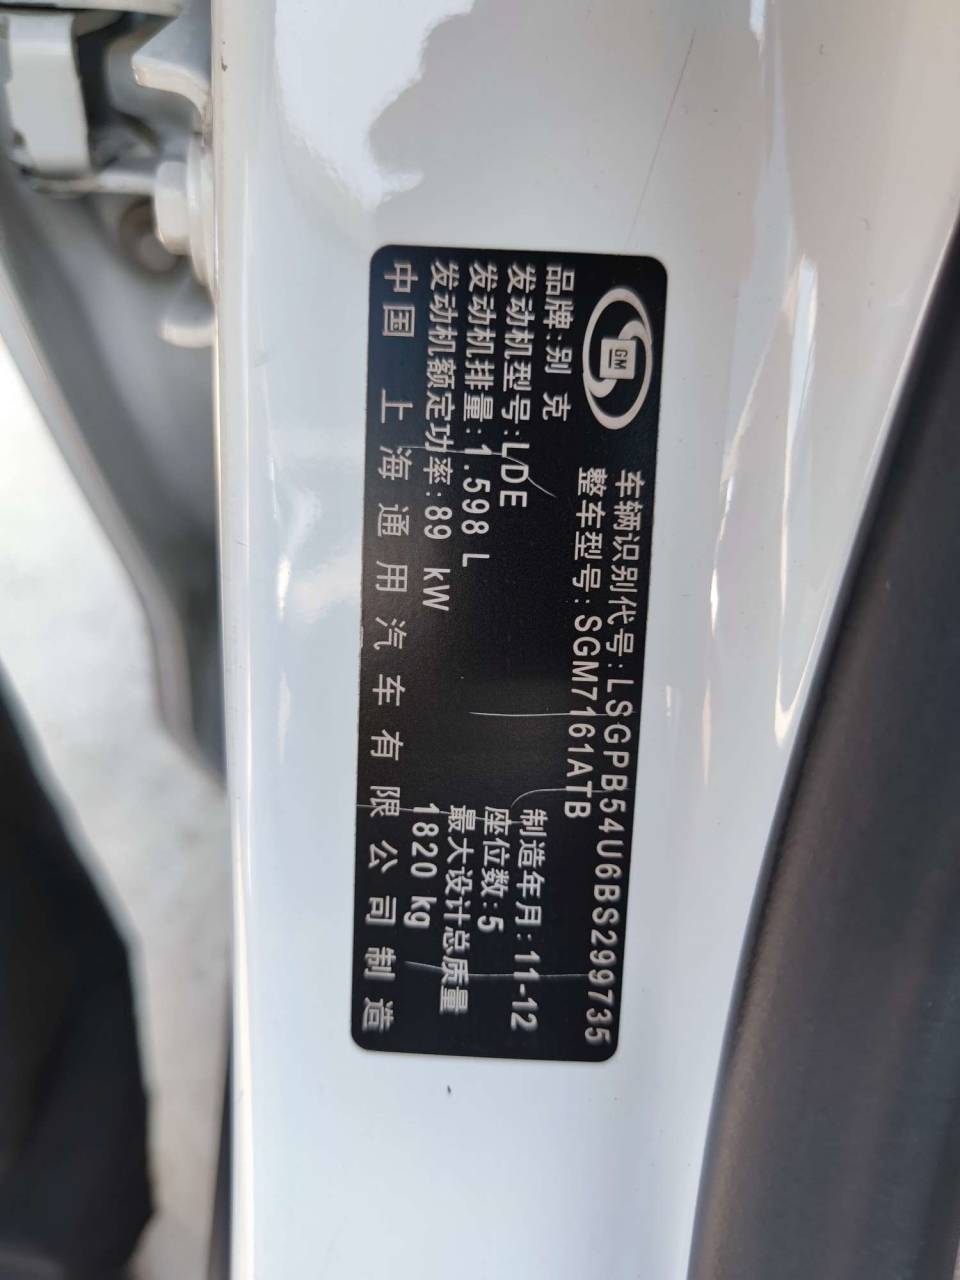 GM
车辆识别代号:LSGPB54U6BS299735
整车型号:SGM7161ATB
品牌:别 克
发动机型号:LDE 制造年月:11-12
发动机排量:1.598 L 座位数:5
发动机额定功率:89 kW 最大设计总质量
1820 kg
中国 上海通用汽车有限公司制造